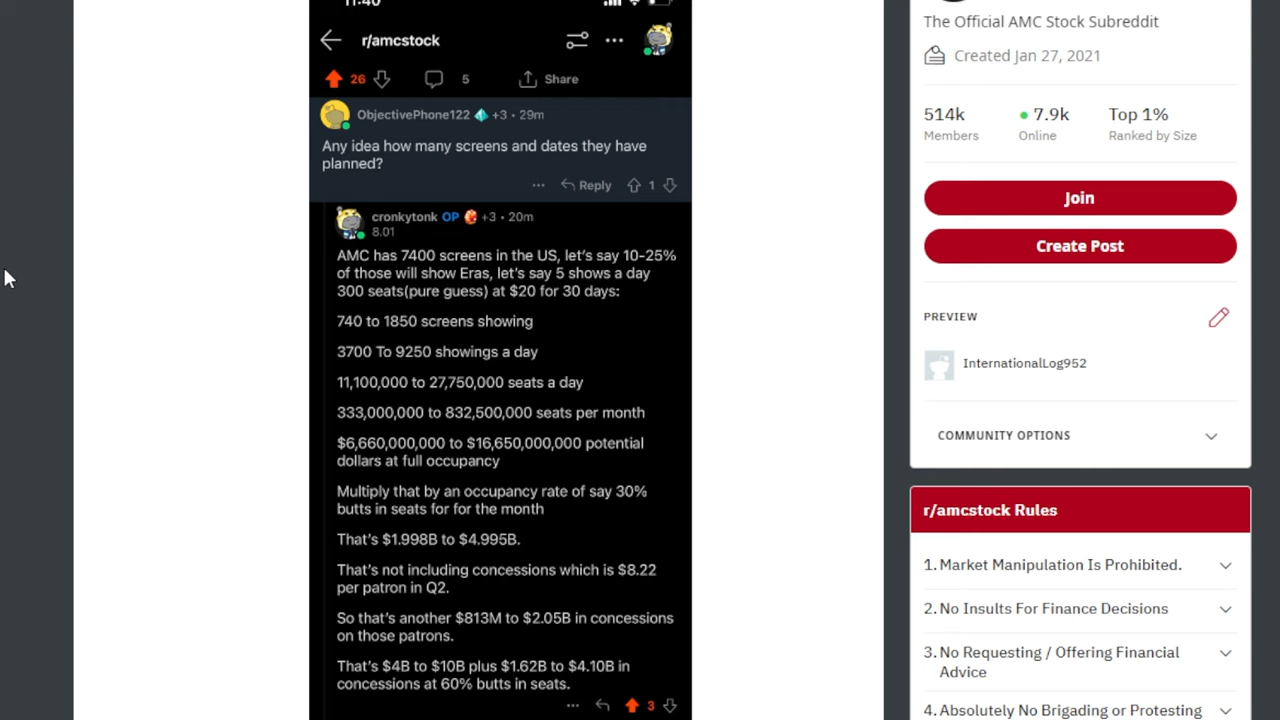 11:40
r/amcstock
26
5
Share
ObjectivePhone122 +3 · 29m
Any idea how many screens and dates they have
planned?
Reply
1
cronkytonk OP +3 · 20m
8.01
AMC has 7400 screens in the US, let's say 10-25%
of those will show Eras, let's say 5 shows a day
300 seats(pure guess) at $20 for 30 days:
740 to 1850 screens showing
3700 To 9250 showings a day
11,100,000 to 27,750,000 seats a day
333,000,000 to 832,500,000 seats per month
$6,660,000,000 to $16,650,000,000 potential
dollars at full occupancy
Multiply that by an occupancy rate of say 30%
butts in seats for for the month
That's $1.998B to $4.995B.
That's not including concessions which is $8.22
per patron in Q2.
So that's another $813M to $2.05B in concessions
on those patrons.
That's $4B to $10B plus $1.62B to $4.10B in
concessions at 60% butts in seats.
3
The Official AMC Stock Subreddit
Created Jan 27, 2021
514k
7.9k
Top 1%
Members
Online
Ranked by Size
Join
Create Post
PREVIEW
InternationalLog952
COMMUNITY OPTIONS
r/amcstock Rules
1. Market Manipulation Is Prohibited.
2. No Insults For Finance Decisions
3. No Requesting / Offering Financial
Advice
4. Absolutely No Brigading or Protesting